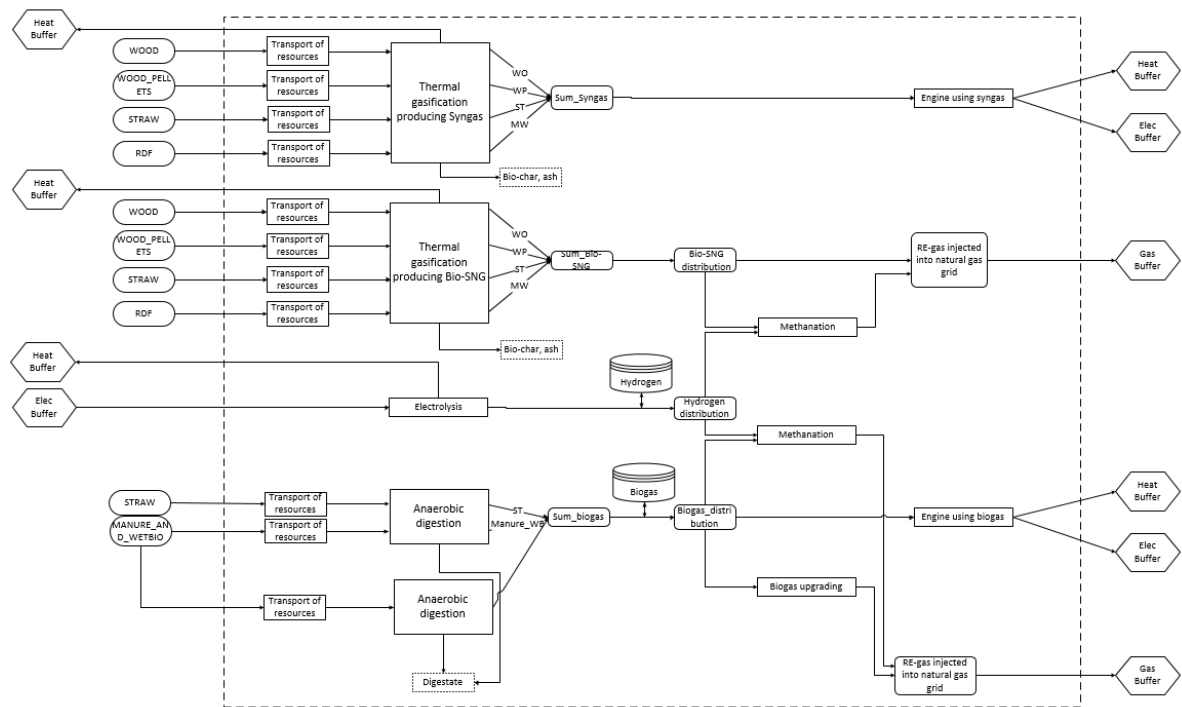 Heat
Buffer
WOOD
Transport of
resources
WOOD_PELL
ETS
Transport of
resources
STRAW
Transport of
resources
RDF
Transport of
resources
Thermal
gasification
producing Syngas
WO
WP
ST
MW
Sum_Syngas
Engine using syngas
Heat
Buffer
Elec
Buffer
Bio-char, ash
Heat
Buffer
WOOD
Transport of
resources
WOOD_PELL
ETS
Transport of
resources
STRAW
Transport of
resources
RDF
Transport of
resources
Thermal
gasification
producing Bio-SNG
WO
WP
ST
MW
Sum_Bio-
SNG
Bio-SNG
distribution
RE-gas injected
into natural gas
grid
Gas
Buffer
Methanation
Bio-char, ash
Heat
Buffer
Elec
Buffer
Electrolysis
Hydrogen
Hydrogen
distribution
Methanation
STRAW
Transport of
resources
MANURE_AN
D_WETBIO
Transport of
resources
Anaerobic
digestion
ST
Manure_WB
Sum_biogas
Biogas
Biogas_distri
bution
Engine using biogas
Heat
Buffer
Elec
Buffer
Biogas upgrading
Transport of
resources
Anaerobic
digestion
Digestate
RE-gas injected
into natural gas
grid
Gas
Buffer